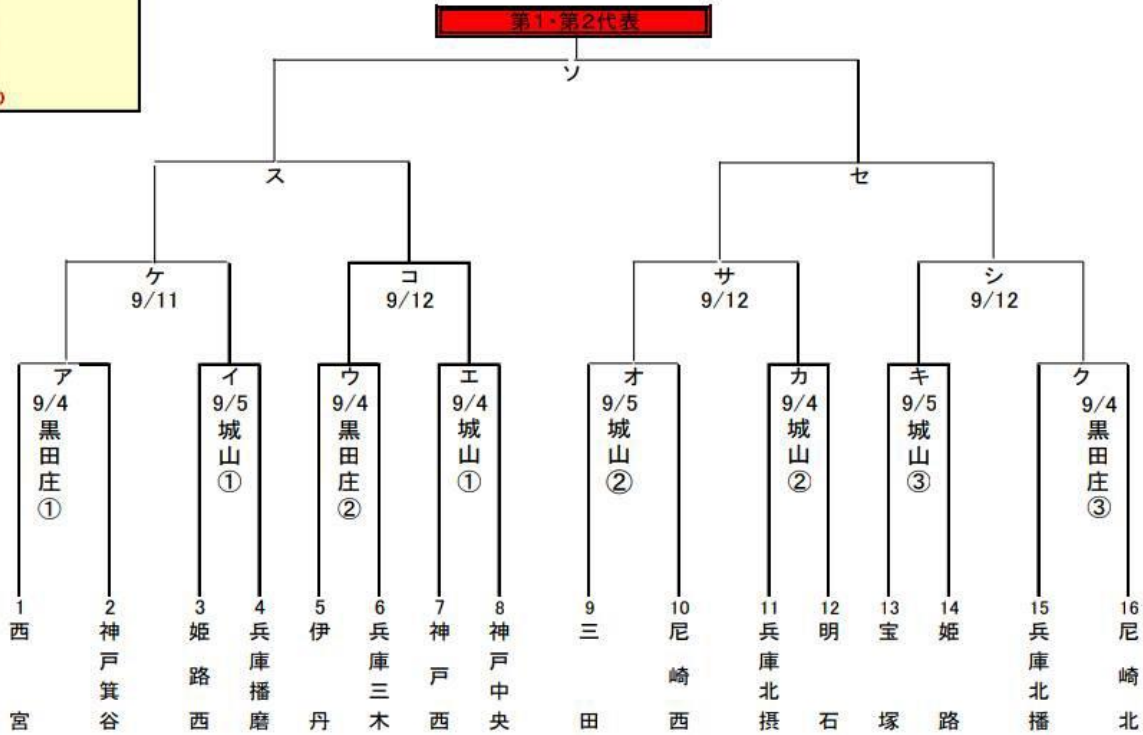 第1・第2代表
ソ
ス
セ
ケ
9/11
コ
9/12
サ
9/12
シ
9/12
ア
9/4
黒田庄①
イ
9/5
城山①
ウ
9/4
黒田庄②
エ
9/4
城山①
オ
9/5
城山②
カ
9/4
城山②
キ
9/5
城山③
ク
9/4
黒田庄③
1
西宮
2
神戸箕谷
3
姫路西
4
兵庫播磨
5
伊丹
6
兵庫三木
7
神戸西
8
神戸中央
9
三田
10
尼崎西
11
兵庫北摂
12
明石
13
宝塚
14
姫路
15
兵庫北播
16
尼崎北